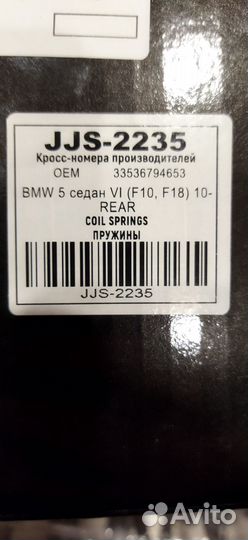 JJS-2235
Кросс-номера производителей
OEM 33536794653
BMW 5 седан VI (F10, F18) 10-
REAR
COIL SPRINGS
ПРУЖИНЫ
JJS-2235
Avito